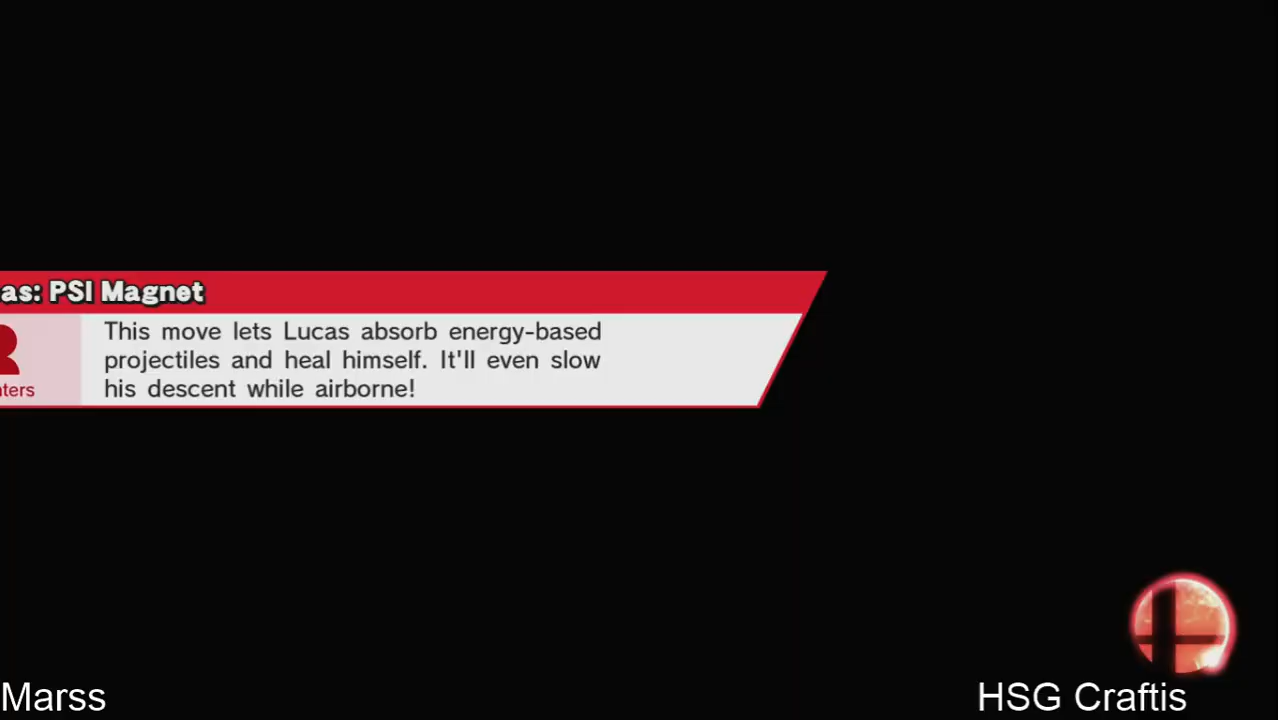 as: PSI Magnet
This move lets Lucas absorb energy-based
projectiles and heal himself. It'll even slow
his descent while airborne!
nters
Marss
HSG Craftis